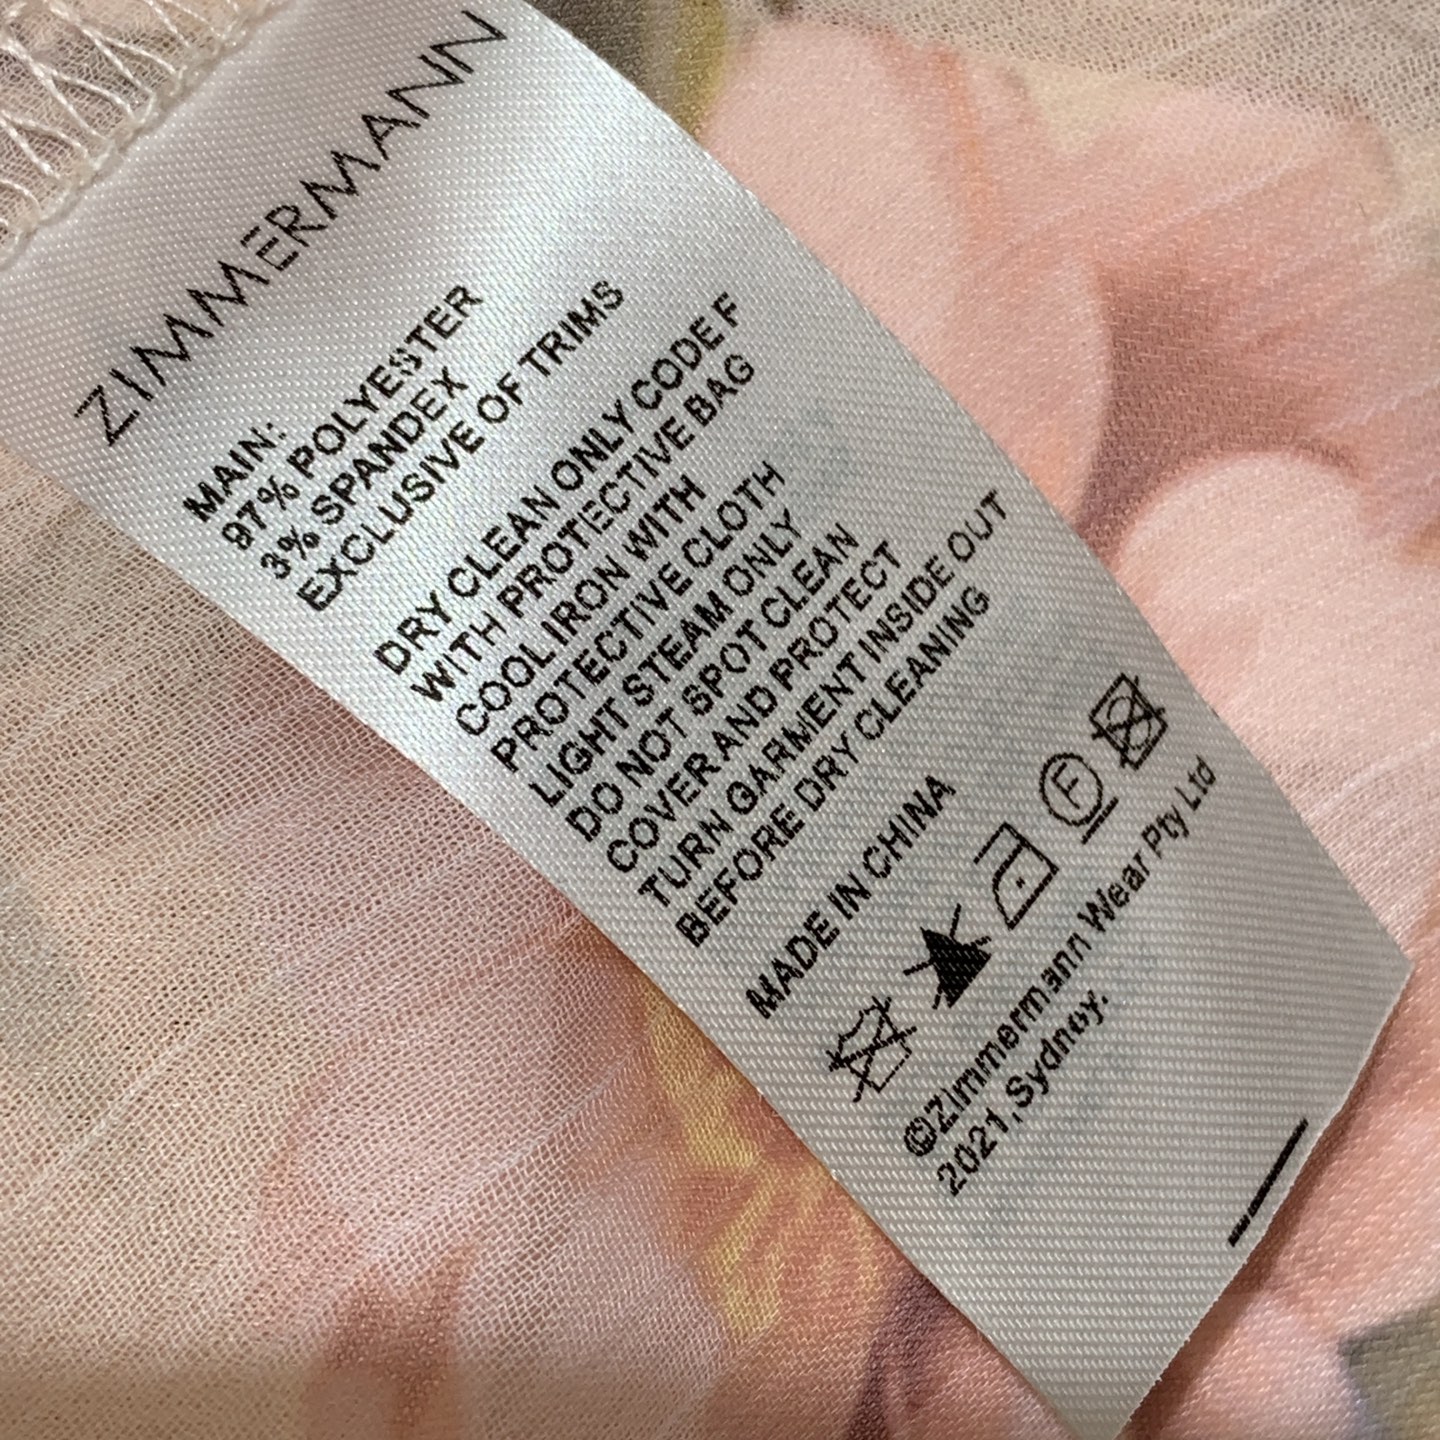 ZIMMERMANN
MAIN:
97% POLYESTER
3% SPANDEX
EXCLUSIVE OF TRIMS
DRY CLEAN ONLY CODE F
WITH PROTECTIVE BAG
COOL IRON WITH
PROTECTIVE CLOTH
LIGHT STEAM ONLY
DO NOT SPOT CLEAN
COVER AND PROTECT
TURN GARMENT INSIDE OUT
BEFORE DRY CLEANING
MADE IN CHINA
F
©Zimmermann Wear Pty Ltd
2021,Sydney.